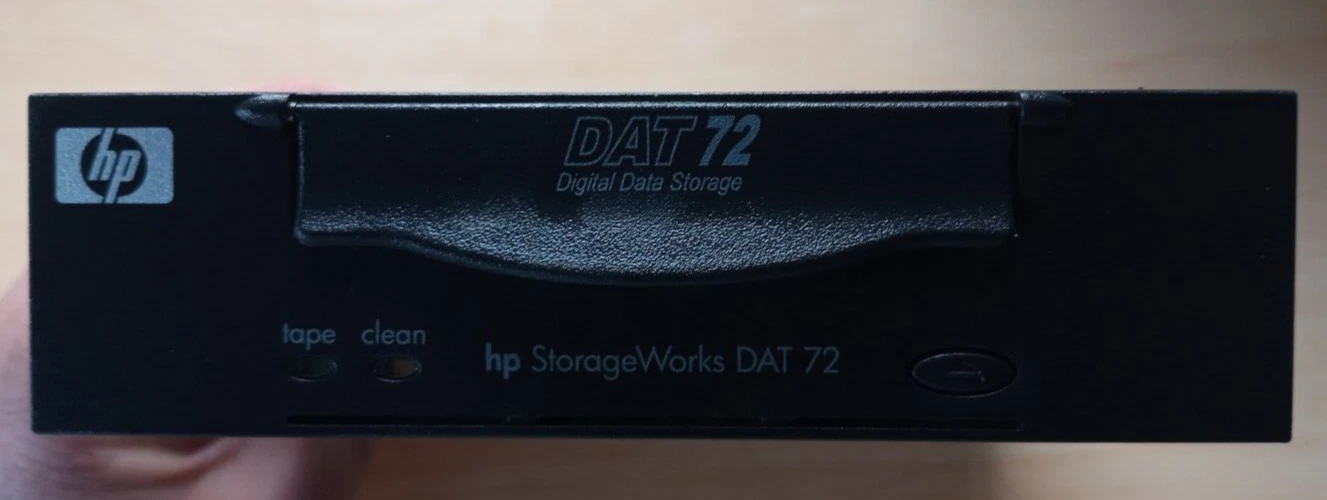 hp
DAT 72
Digital Data Storage
tape clean
hp StorageWorks DAT 72